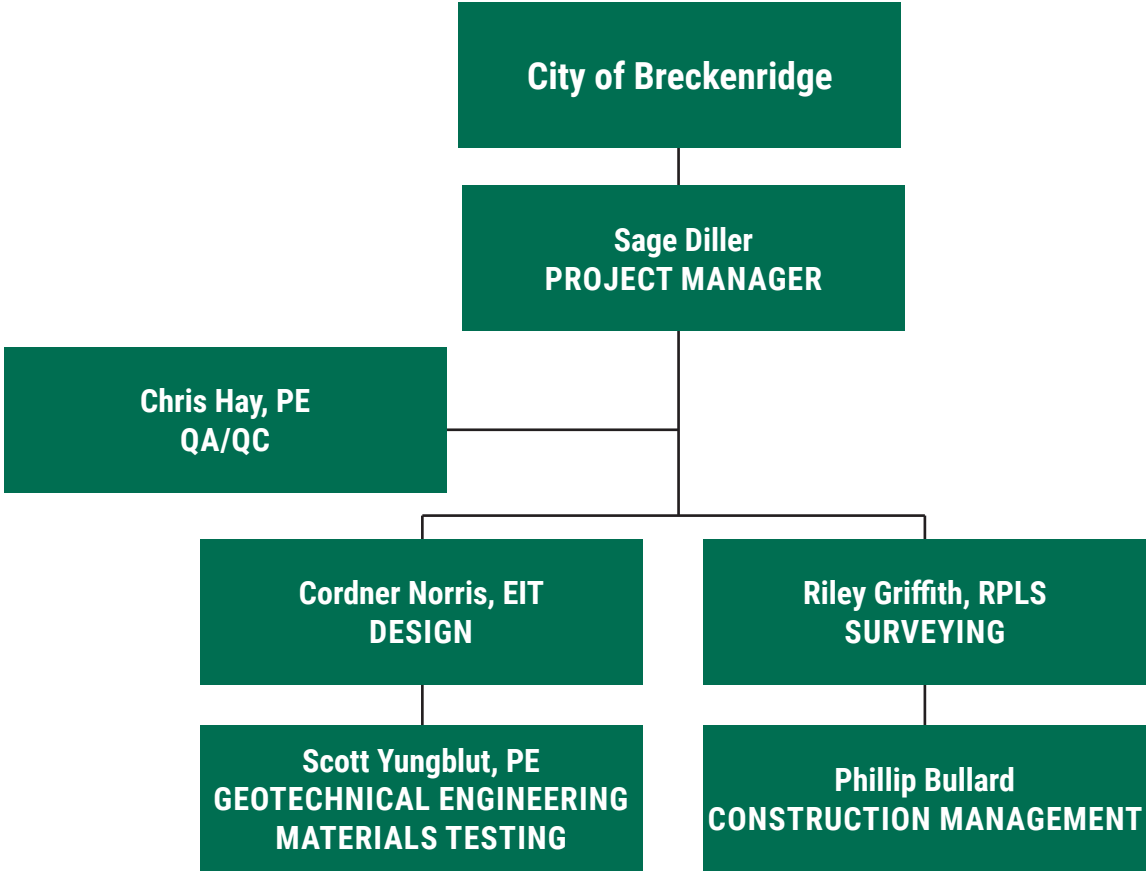 City of Breckenridge
Sage Diller
PROJECT MANAGER
Chris Hay, PE
QA/QC
Cordner Norris, EIT
DESIGN
Riley Griffith, RPLS
SURVEYING
Scott Yungblut, PE
GEOTECHNICAL ENGINEERING
MATERIALS TESTING
Phillip Bullard
CONSTRUCTION MANAGEMENT